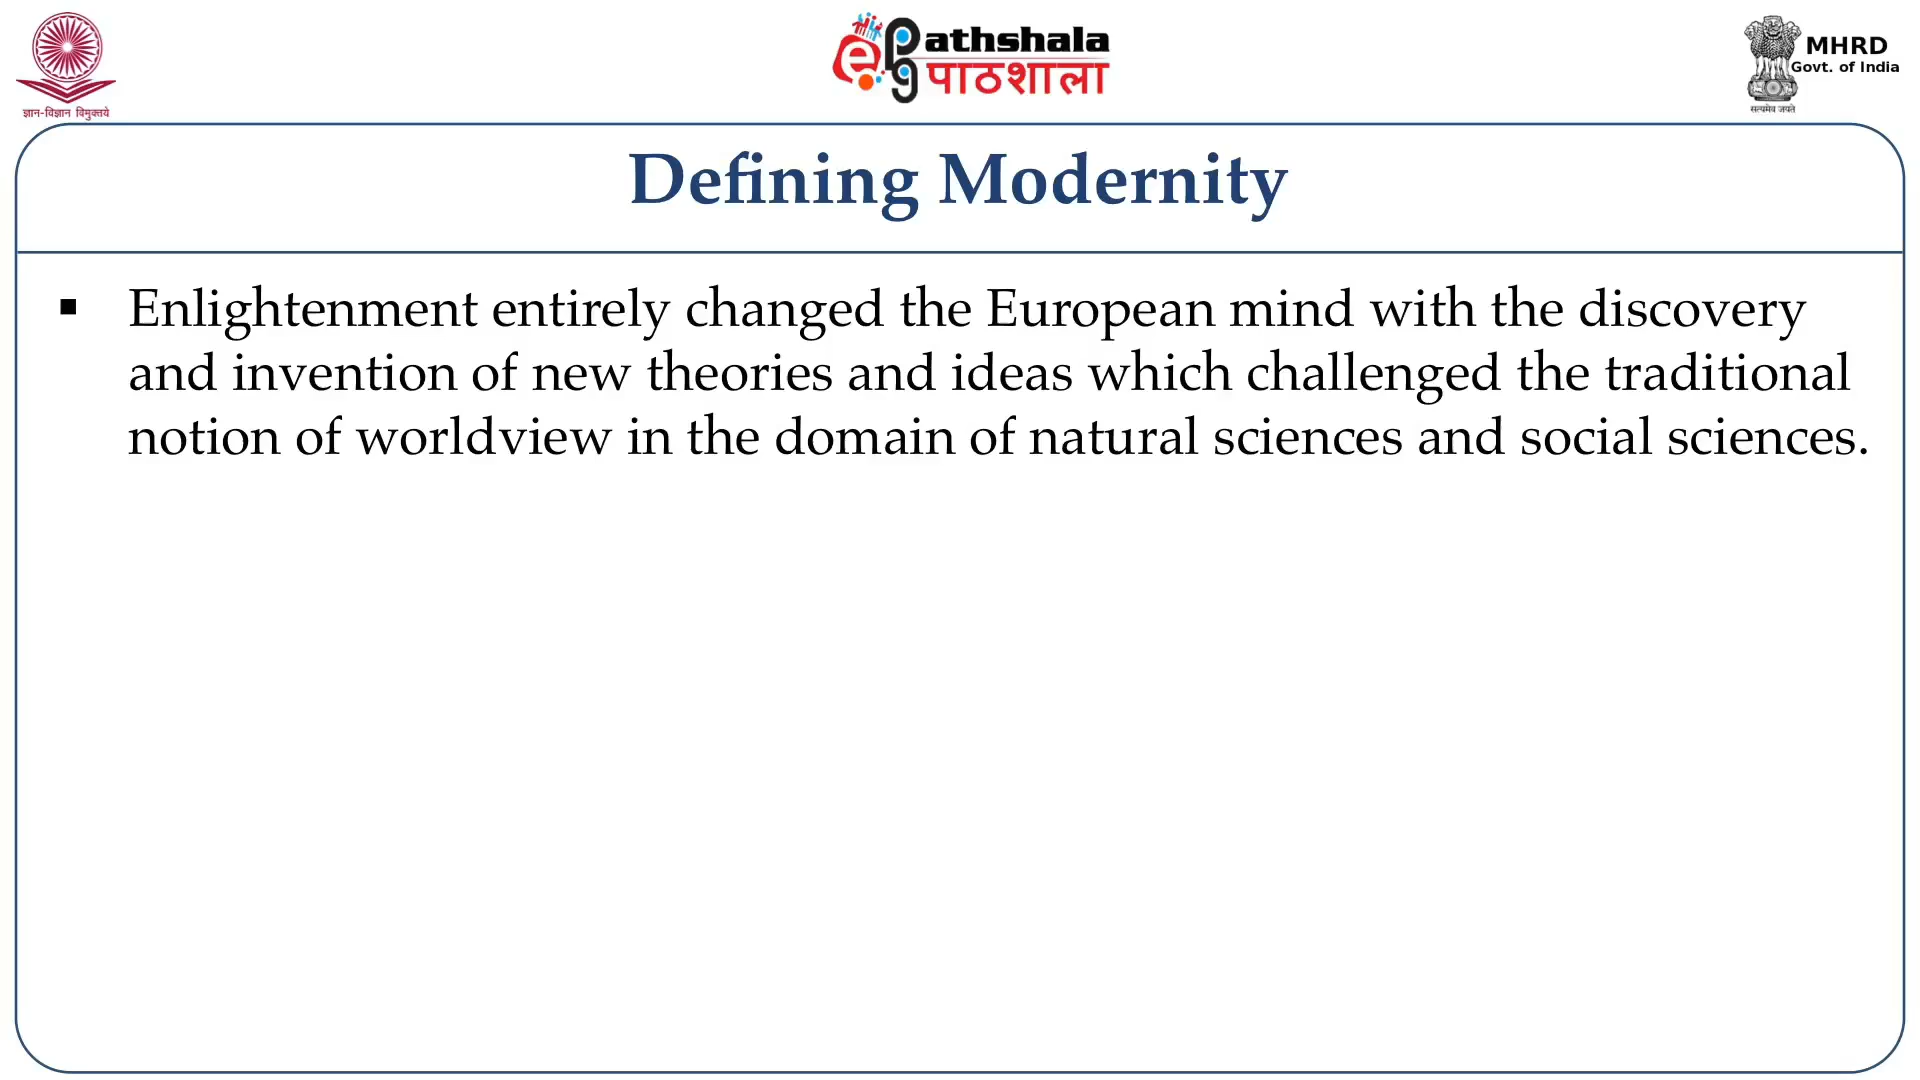 ज्ञान-विज्ञान विमुक्तये
e
Pathshala
पाठशाला
pg
MHRD
Govt. of India
सत्यमेव जयते
Defining Modernity
▪ Enlightenment entirely changed the European mind with the discovery
and invention of new theories and ideas which challenged the traditional
notion of worldview in the domain of natural sciences and social sciences.